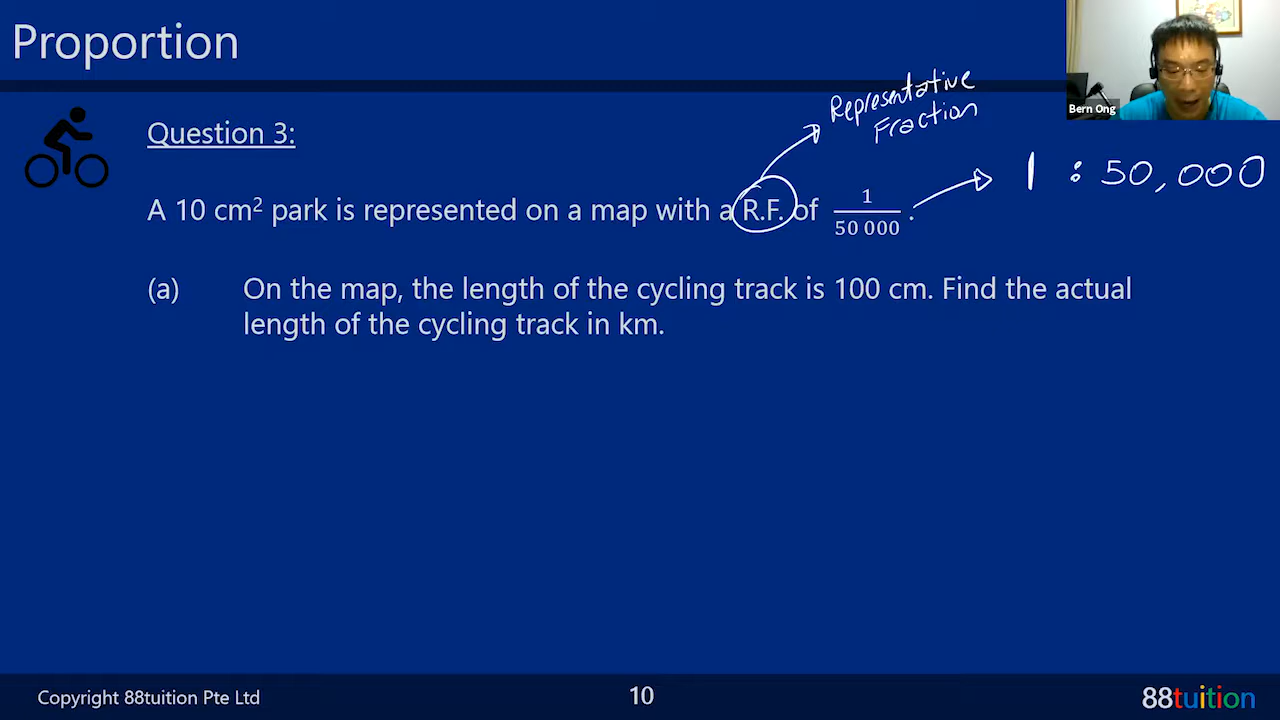 Proportion
Representative
Fraction
Bern Ong
Question 3:
1 : 50,000
A 10 cm² park is represented on a map with a R.F. of 1/50 000.
(a) On the map, the length of the cycling track is 100 cm. Find the actual
length of the cycling track in km.
Copyright 88tuition Pte Ltd
10
88tuition